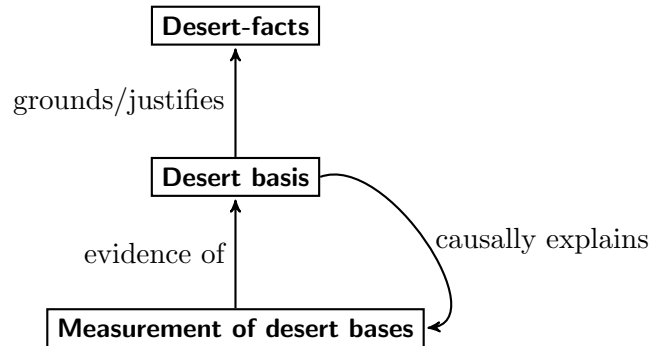 Desert-facts
grounds/justifies
Desert basis
causally explains
evidence of
Measurement of desert bases